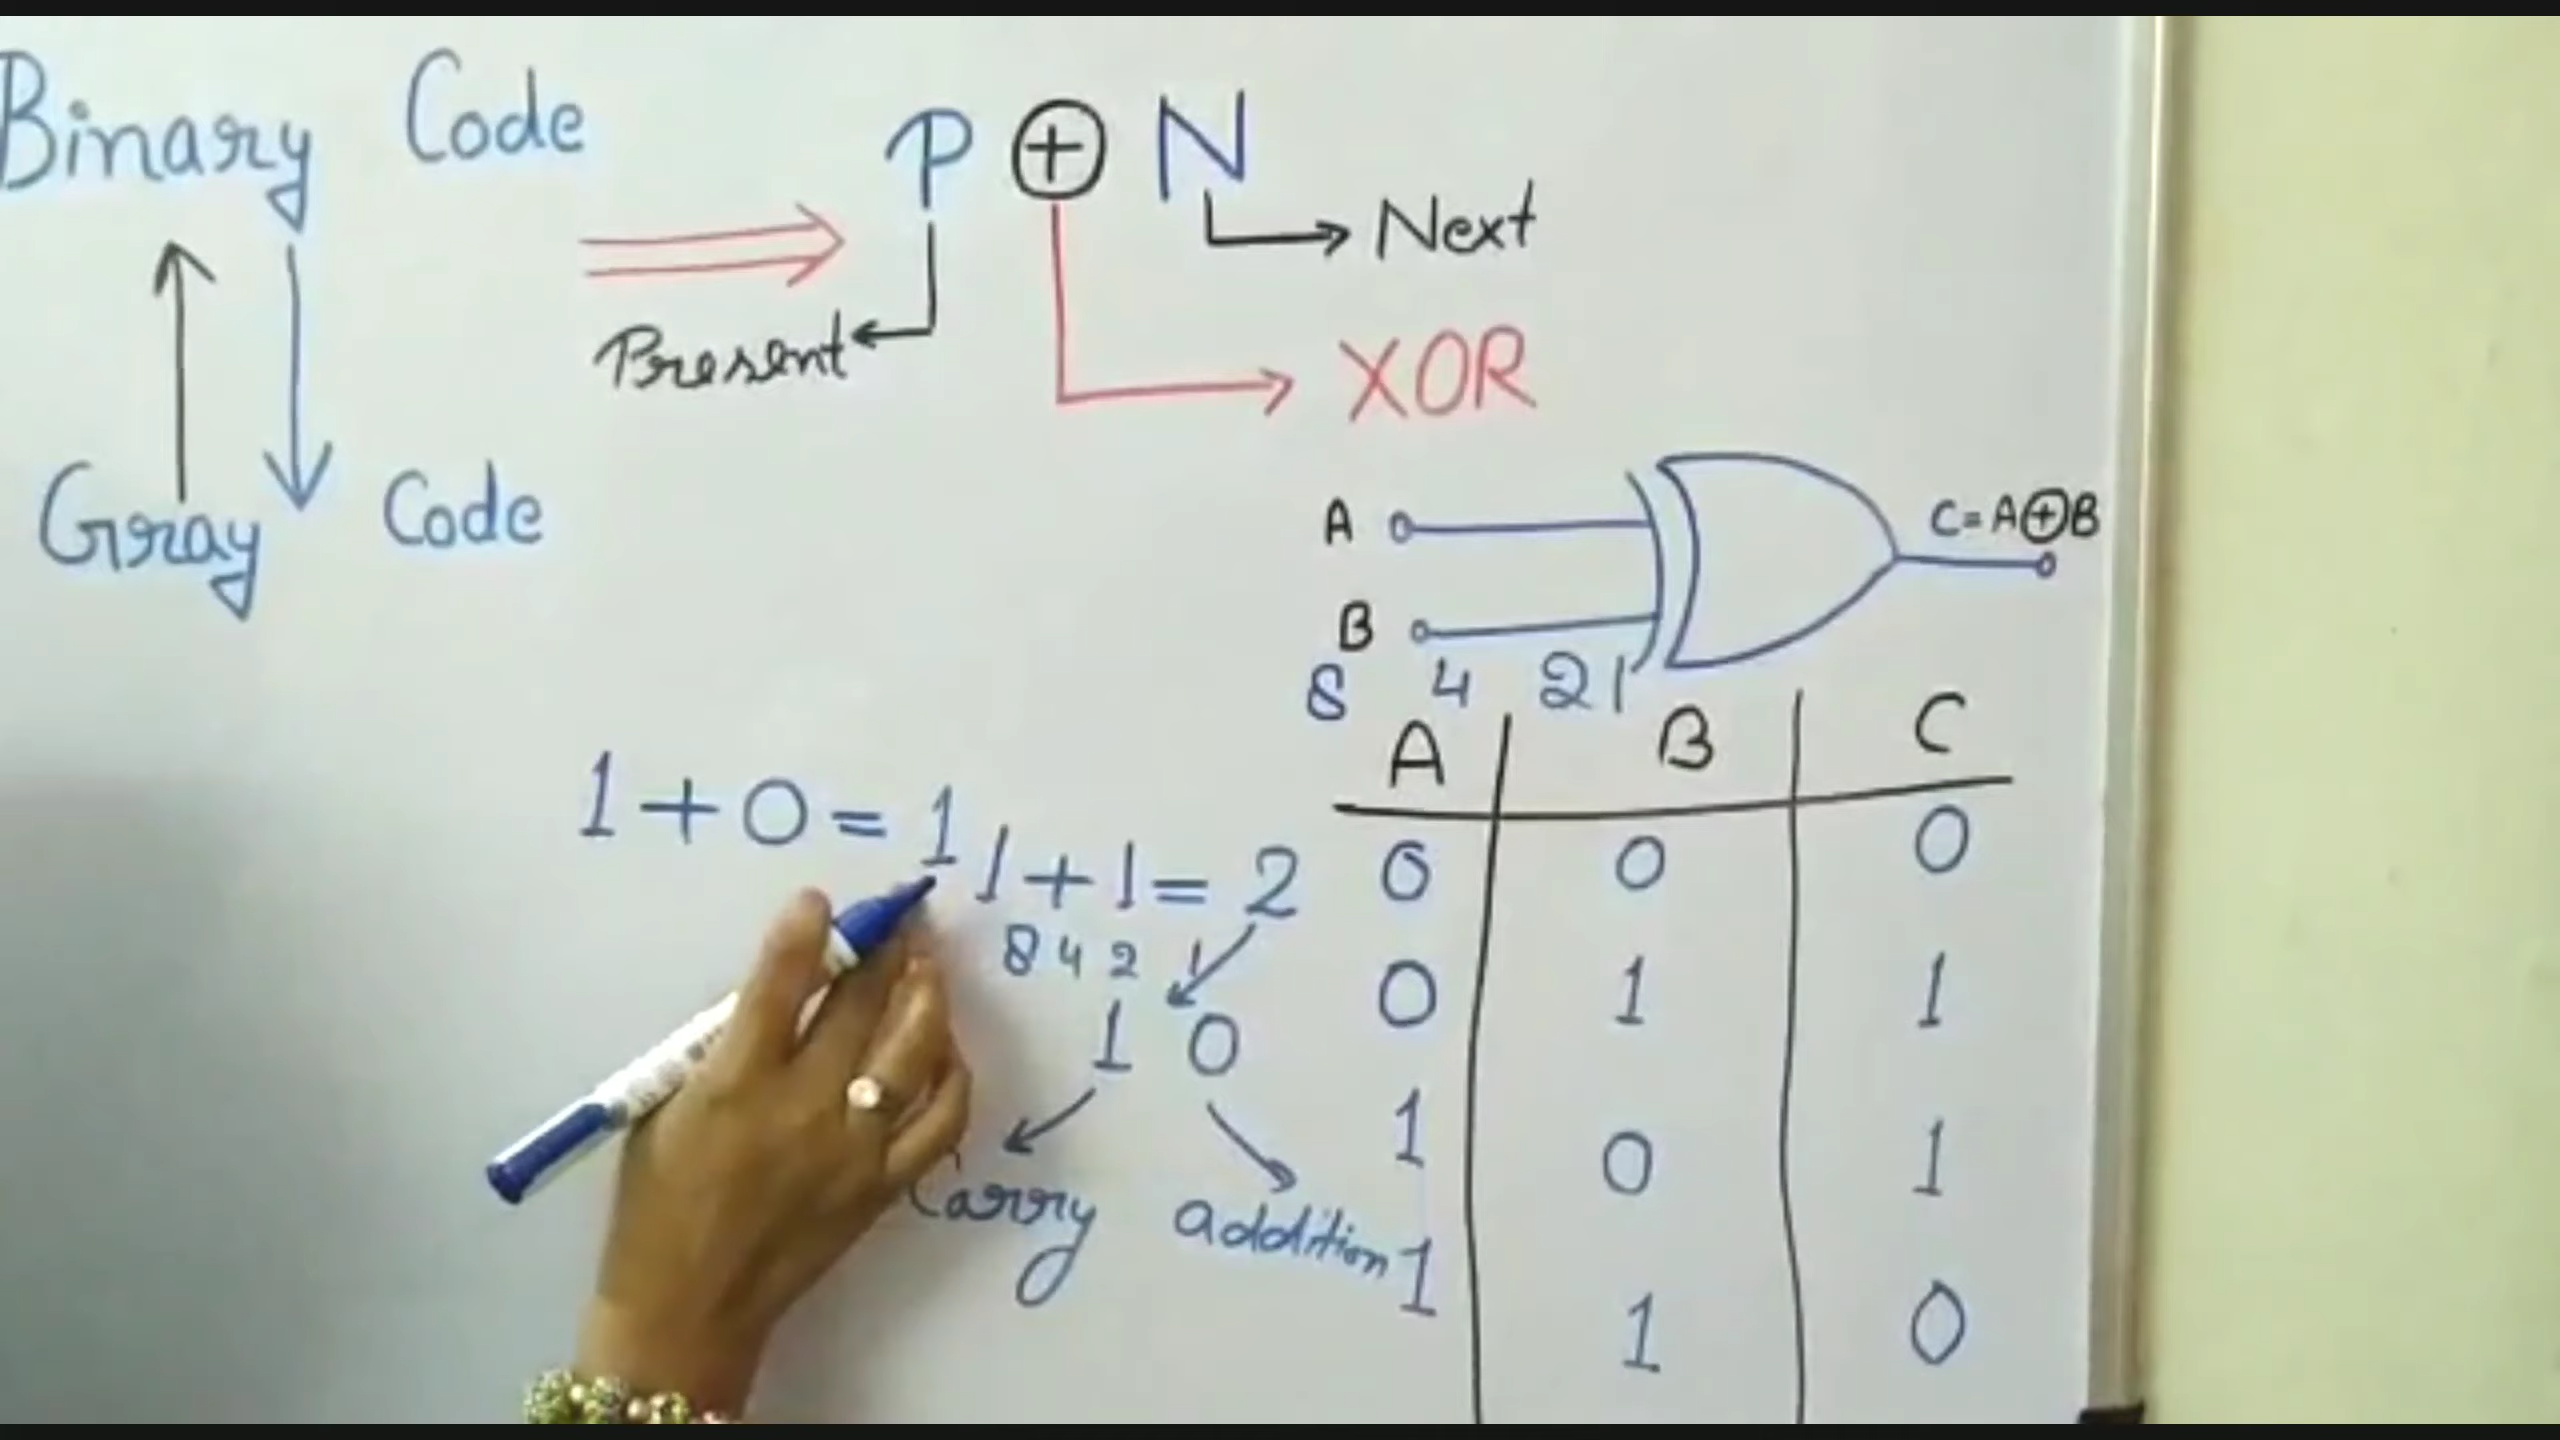 Binary Code
P ⊕ N
Next
Present
XOR
Gray Code
A
C=A⊕B
B
8 4 2 1
A B C
1+0=1
1+1=2
0 0 0
8 4 2 1
0 1 1
1 0
1 0 1
Carry addition
1 1 0